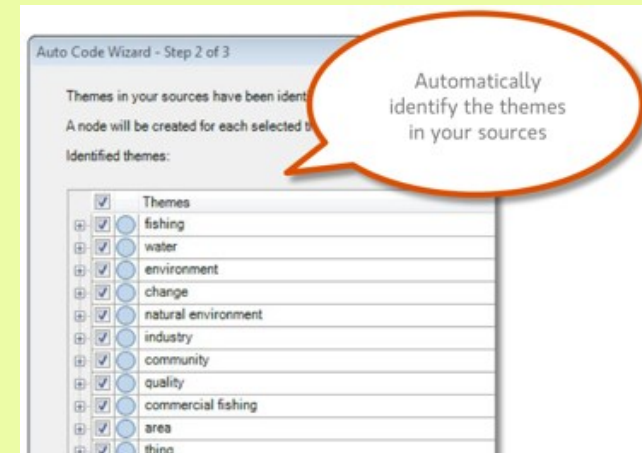 Auto Code Wizard - Step 2 of 3
Automatically
identify the themes
in your sources
Themes in your sources have been
A node will be created for each selected
Identified themes:
Themes
fishing
water
environment
change
natural environment
industry
community
quality
commercial fishing
area
thing